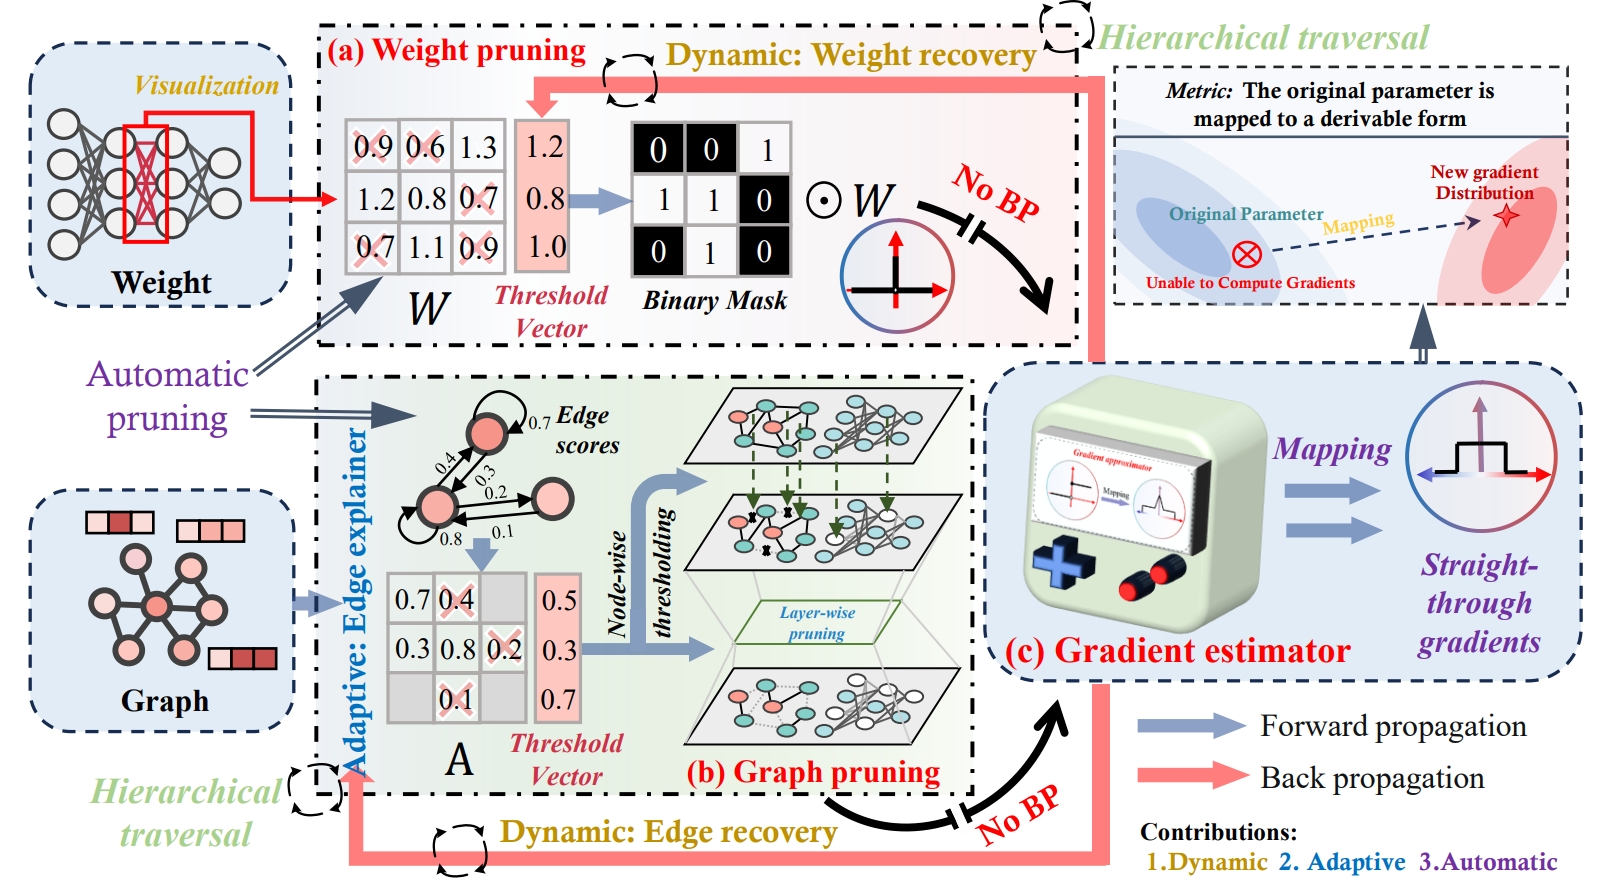 (a) Weight pruning
Dynamic: Weight recovery
Hierarchical traversal
Visualization
Weight
0.9 0.6 1.3
1.2 0.8 0.7
0.7 1.1 0.9
W
1.2
0.8
1.0
Threshold
Vector
0 0 1
1 1 0
0 1 0
Binary Mask
⊙ W
No BP
Metric: The original parameter is
mapped to a derivable form
New gradient
Distribution
Original Parameter
Mapping
Unable to Compute Gradients
Automatic
pruning
Adaptive: Edge explainer
0.7
Edge
scores
0.4
0.3
0.2
0.1
0.8
Graph
0.7 0.4
0.3 0.8 0.2
0.1
A
0.5
0.3
0.7
Threshold
Vector
Node-wise
thresholding
Layer-wise
pruning
(b) Graph pruning
Gradient approximator
Mapping
(c) Gradient estimator
Mapping
Straight-
through
gradients
Hierarchical
traversal
Dynamic: Edge recovery
No BP
Forward propagation
Back propagation
Contributions:
1.Dynamic 2. Adaptive 3.Automatic